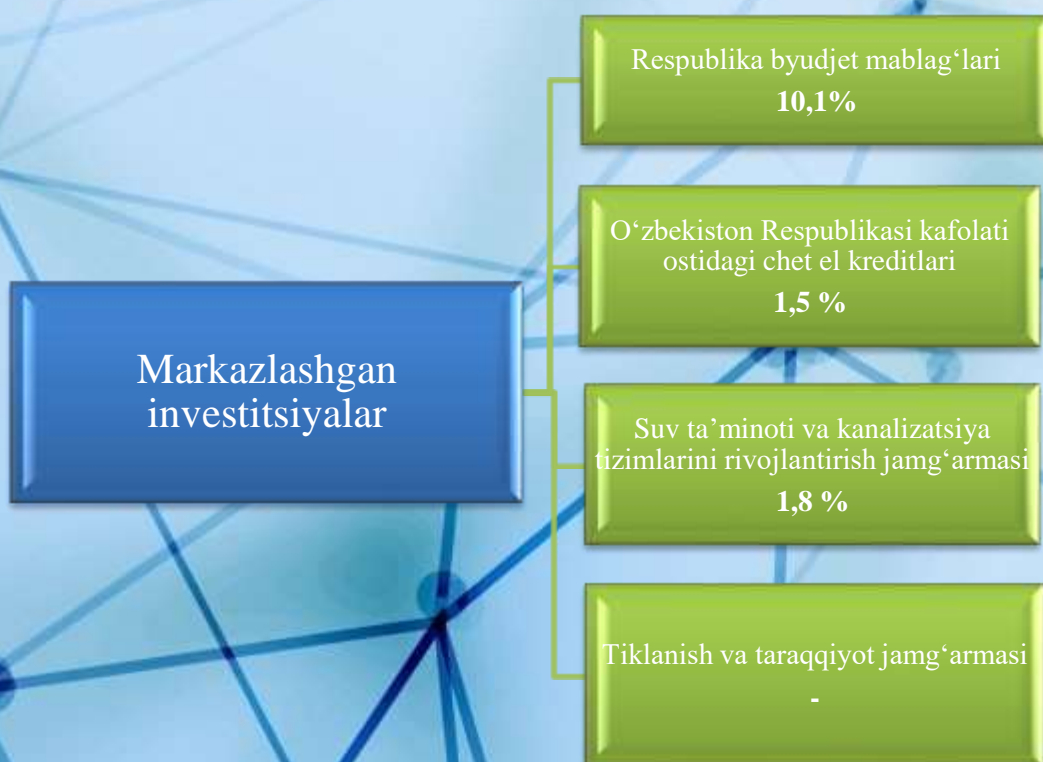 Respublika byudjet mablag‘lari
10,1%
O‘zbekiston Respublikasi kafolati
ostidagi chet el kreditlari
1,5 %
Markazlashgan
investitsiyalar
Suv ta’minoti va kanalizatsiya
tizimlarini rivojlantirish jamg‘armasi
1,8 %
Tiklanish va taraqqiyot jamg‘armasi
-